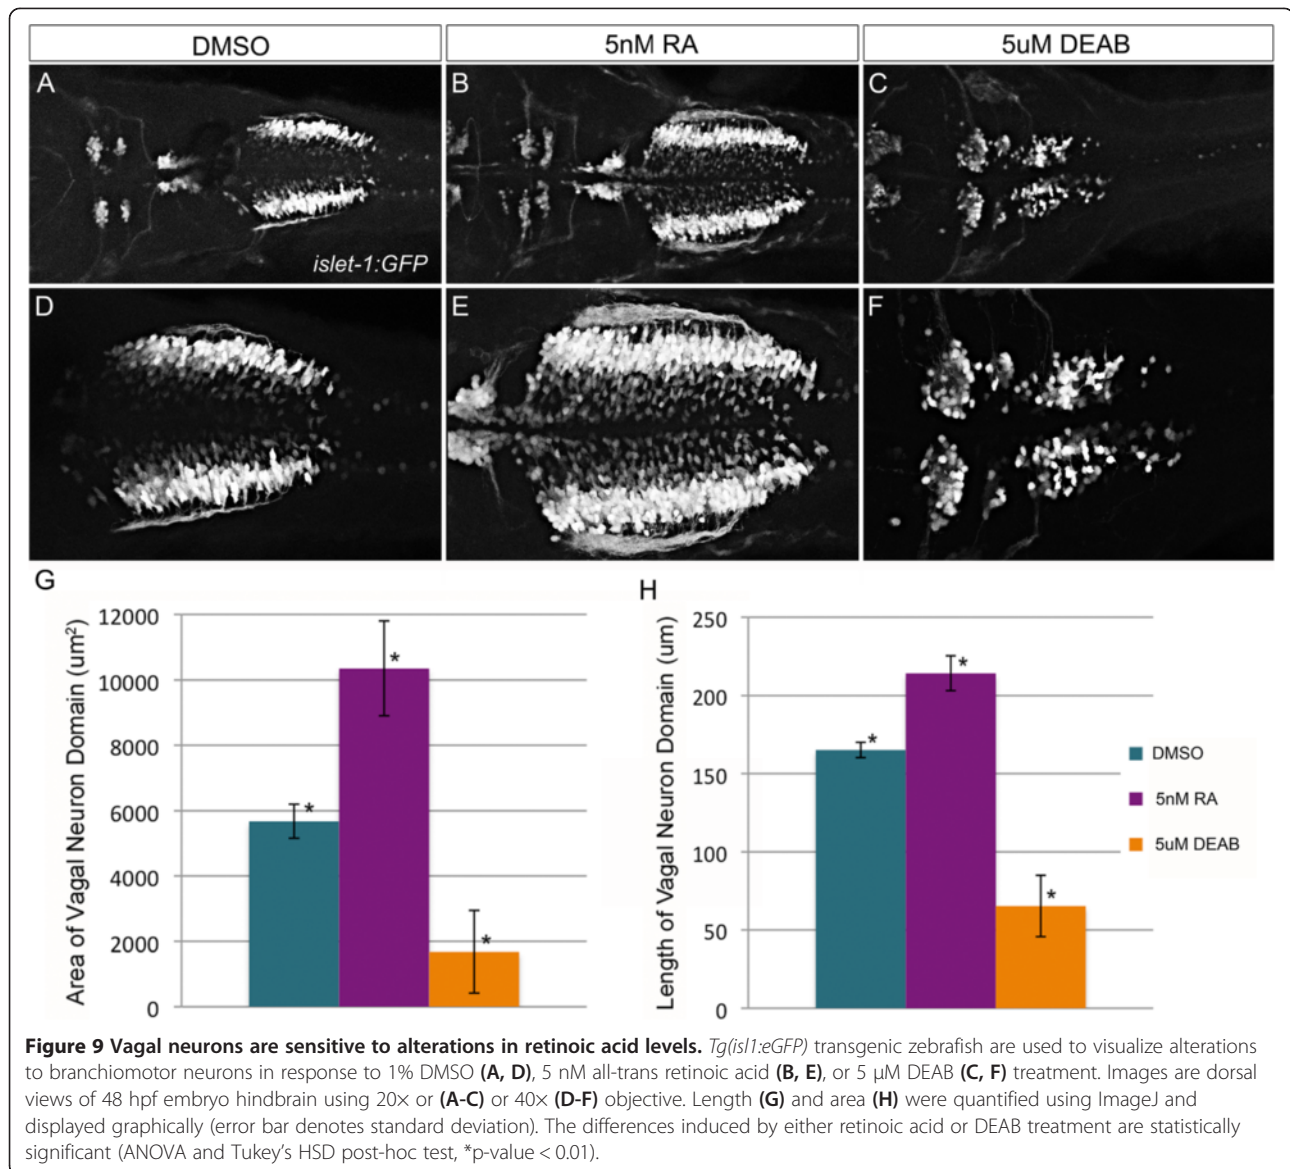 DMSO
5nM RA
5uM DEAB
A
B
C
islet-1:GFP
D
E
F
G
H
Area of Vagal Neuron Domain (um²)
12000
10000
8000
6000
4000
2000
0
*
*
*
Length of Vagal Neuron Domain (um)
250
200
150
100
50
0
*
*
*
DMSO
5nM RA
5uM DEAB
Figure 9 Vagal neurons are sensitive to alterations in retinoic acid levels. Tg(isl1:eGFP) transgenic zebrafish are used to visualize alterations
to branchiomotor neurons in response to 1% DMSO (A, D), 5 nM all-trans retinoic acid (B, E), or 5 μM DEAB (C, F) treatment. Images are dorsal
views of 48 hpf embryo hindbrain using 20× or (A-C) or 40× (D-F) objective. Length (G) and area (H) were quantified using ImageJ and
displayed graphically (error bar denotes standard deviation). The differences induced by either retinoic acid or DEAB treatment are statistically
significant (ANOVA and Tukey's HSD post-hoc test, *p-value < 0.01).